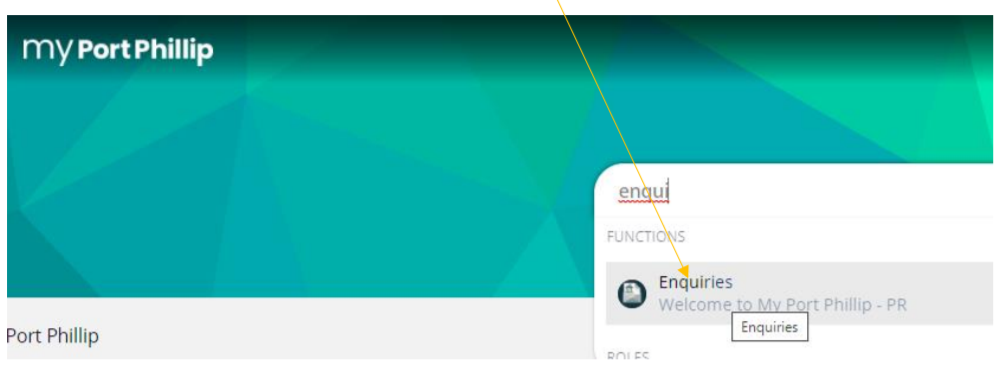 my Port Phillip
enqui
FUNCTIONS
Enquiries
Welcome to My Port Phillip - PR
Enquiries
Port Phillip
ROLES